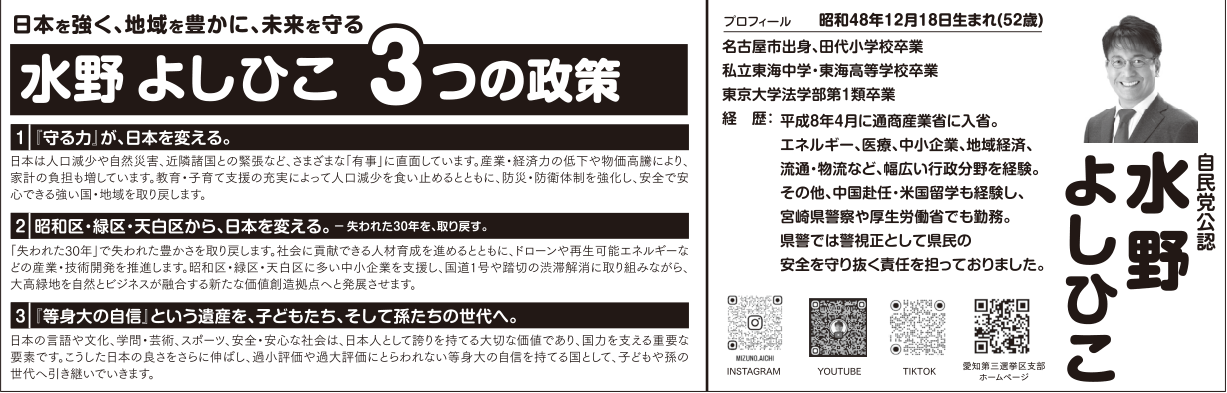 日本を強く、地域を豊かに、未来を守る
水野 よしひこ 3つの政策
1 『守る力』が、日本を変える。
日本は人口減少や自然災害、近隣諸国との緊張など、さまざまな「有事」に直面しています。産業・経済力の低下や物価高騰により、
家計の負担も増しています。教育・子育て支援の充実によって人口減少を食い止めるとともに、防災・防衛体制を強化し、安全で安
心できる強い国・地域を取り戻します。
2 昭和区・緑区・天白区から、日本を変える。 － 失われた30年を、取り戻す。
「失われた30年」で失われた豊かさを取り戻します。社会に貢献できる人材育成を進めるとともに、ドローンや再生可能エネルギーな
どの産業・技術開発を推進します。昭和区・緑区・天白区に多い中小企業を支援し、国道1号や踏切の渋滞解消に取り組みながら、
大高緑地を自然とビジネスが融合する新たな価値創造拠点へと発展させます。
3 『等身大の自信』という遺産を、子どもたち、そして孫たちの世代へ。
日本の言語や文化、学問・芸術、スポーツ、安全・安心な社会は、日本人として誇りを持てる大切な価値であり、国力を支える重要な
要素です。こうした日本の良さをさらに伸ばし、過小評価や過大評価にとらわれない等身大の自信を持てる国として、子どもや孫の
世代へ引き継いでいきます。
プロフィール 昭和48年12月18日生まれ(52歳)
名古屋市出身、田代小学校卒業
私立東海中学・東海高等学校卒業
東京大学法学部第1類卒業
経 歴： 平成8年4月に通商産業省に入省。
エネルギー、医療、中小企業、地域経済、
流通・物流など、幅広い行政分野を経験。
その他、中国赴任・米国留学も経験し、
宮崎県警察や厚生労働省でも勤務。
県警では警視正として県民の
安全を守り抜く責任を担っておりました。
MIZUNO.AICHI
INSTAGRAM
YOUTUBE
TIKTOK
愛知第三選挙区支部
ホームページ
自民党公認
水野
よしひこ